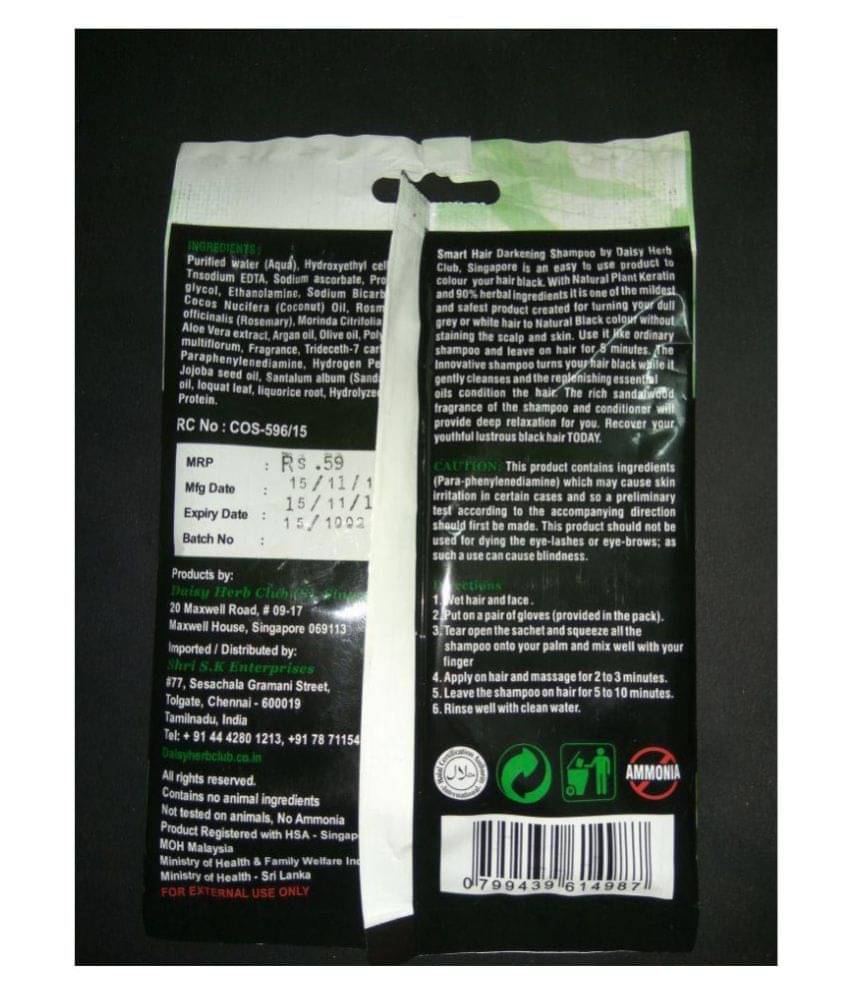 INGREDIENTS:
Purified water (Aqua), Hydroxyethyl cell
Tnsodium EDTA, Sodium ascorbate, Pro
glycol, Ethanolamine, Sodium Bicarb
Cocos Nucifera (Coconut) Oil, Rosm
officinalis (Rosemary), Morinda Citrifolia
Aloe Vera extract, Argan oil, Olive oil, Poly
multiflorum, Fragrance, Trideceth-7 car
Paraphenylenediamine, Hydrogen Pe
Jojoba seed oil, Santalum album (Sand
oil, loquat leaf, liquorice root, Hydrolyze
Protein.
RC No : COS-596/15
MRP : Rs .59
Mfg Date : 15/11/1
Expiry Date : 15/11/1
Batch No : 15/1002
Products by:
Daisy Herb Club (S), Singa
20 Maxwell Road, # 09-17
Maxwell House, Singapore 069113
Imported / Distributed by:
Shri S.K Enterprises
#77, Sesachala Gramani Street,
Tolgate, Chennai - 600019
Tamilnadu, India
Tel: + 91 44 4280 1213, +91 78 71154
Daisyherbclub.co.in
All rights reserved.
Contains no animal ingredients
Not tested on animals, No Ammonia
Product Registered with HSA - Singap
MOH Malaysia
Ministry of Health & Family Welfare Ind
Ministry of Health - Sri Lanka
FOR EXTERNAL USE ONLY
Smart Hair Darkening Shampoo by Daisy Herb
Club, Singapore is an easy to use product to
colour your hair black. With Natural Plant Keratin
and 90% herbal ingredients it is one of the mildest
and safest product created for turning your dull
grey or white hair to Natural Black colour without
staining the scalp and skin. Use it like ordinary
shampoo and leave on hair for 5 minutes. The
Innovative shampoo turns your hair black while it
gently cleanses and the replenishing essential
oils condition the hair. The rich sandalwood
fragrance of the shampoo and conditioner will
provide deep relaxation for you. Recover your
youthful lustrous black hair TODAY.
CAUTION: This product contains ingredients
(Para-phenylenediamine) which may cause skin
irritation in certain cases and so a preliminary
test according to the accompanying direction
should first be made. This product should not be
used for dying the eye-lashes or eye-brows; as
such a use can cause blindness.
Directions
1. Wet hair and face .
2. Put on a pair of gloves (provided in the pack).
3. Tear open the sachet and squeeze all the
shampoo onto your palm and mix well with your
finger
4. Apply on hair and massage for 2 to 3 minutes.
5. Leave the shampoo on hair for 5 to 10 minutes.
6. Rinse well with clean water.
Halal Certification Authority
International
حلال
AMMONIA
0 799439 614987